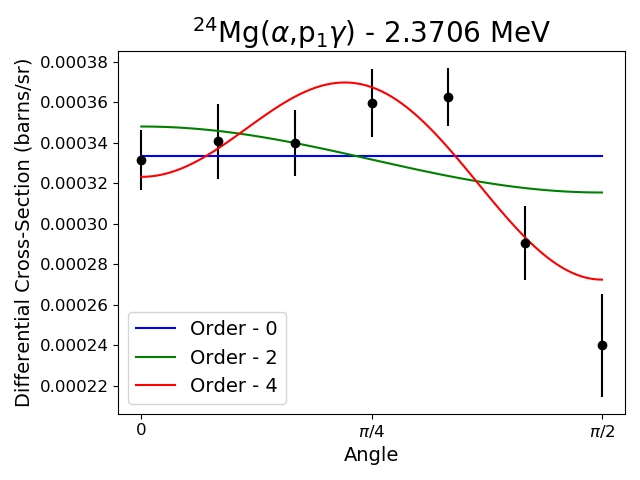 ²⁴Mg(α,p₁γ) - 2.3706 MeV
Differential Cross-Section (barns/sr)
0.00038
0.00036
0.00034
0.00032
0.00030
0.00028
0.00026
0.00024
0.00022
Order - 0
Order - 2
Order - 4
0 π/4 π/2
Angle